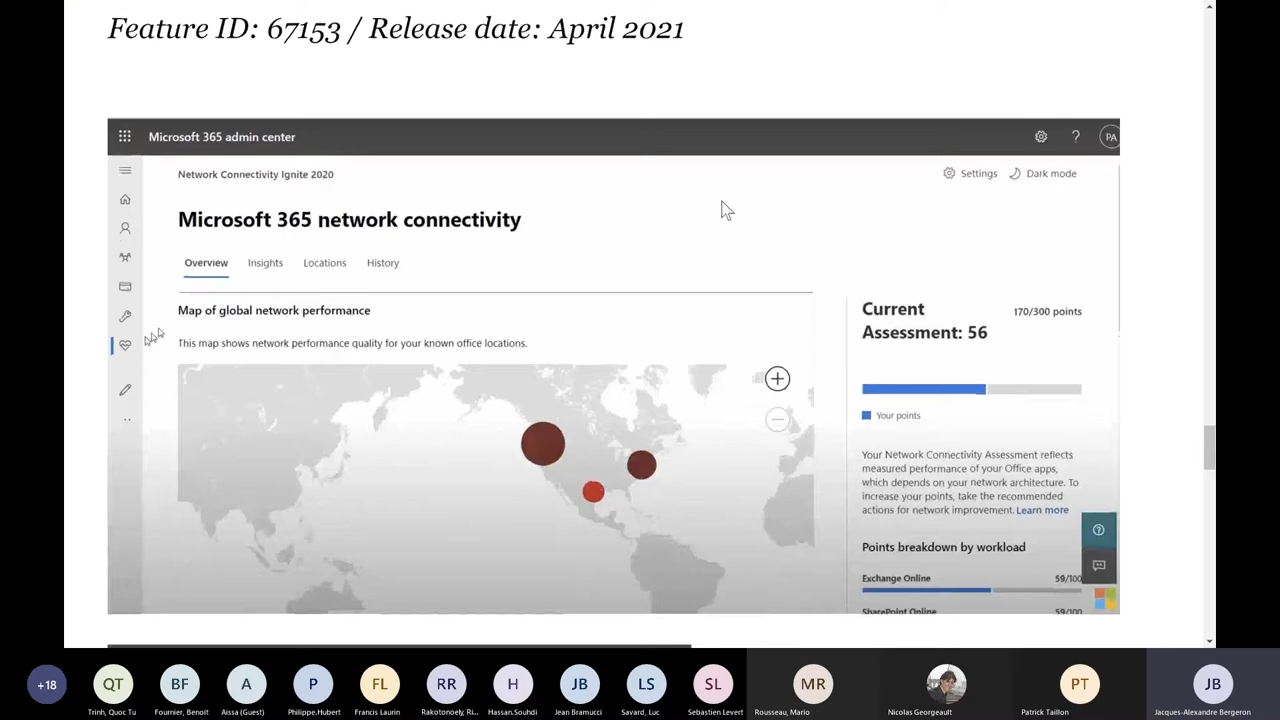 Feature ID: 67153 / Release date: April 2021
Microsoft 365 admin center
?
PA
Network Connectivity Ignite 2020
Settings
Dark mode
Microsoft 365 network connectivity
Overview
Insights
Locations
History
Map of global network performance
This map shows network performance quality for your known office locations.
Current
Assessment: 56
170/300 points
Your points
Your Network Connectivity Assessment reflects
measured performance of your Office apps,
which depends on your network architecture. To
increase your points, take the recommended
actions for network improvement. Learn more
Points breakdown by workload
Exchange Online
59/100
SharePoint Online
59/100
+18
QT
BF
A
P
FL
RR
H
JB
LS
SL
MR
PT
JB
Trinh, Quoc Tu
Fournier, Benoit
Aissa (Guest)
Philippe.Hubert
Francis Laurin
Rakotonoely, Ri...
Hassan.Souhdi
Jean Bramucci
Savard, Luc
Sebastien Levert
Rousseau, Mario
Nicolas Georgeault
Patrick Taillon
Jacques-Alexandre Bergeron